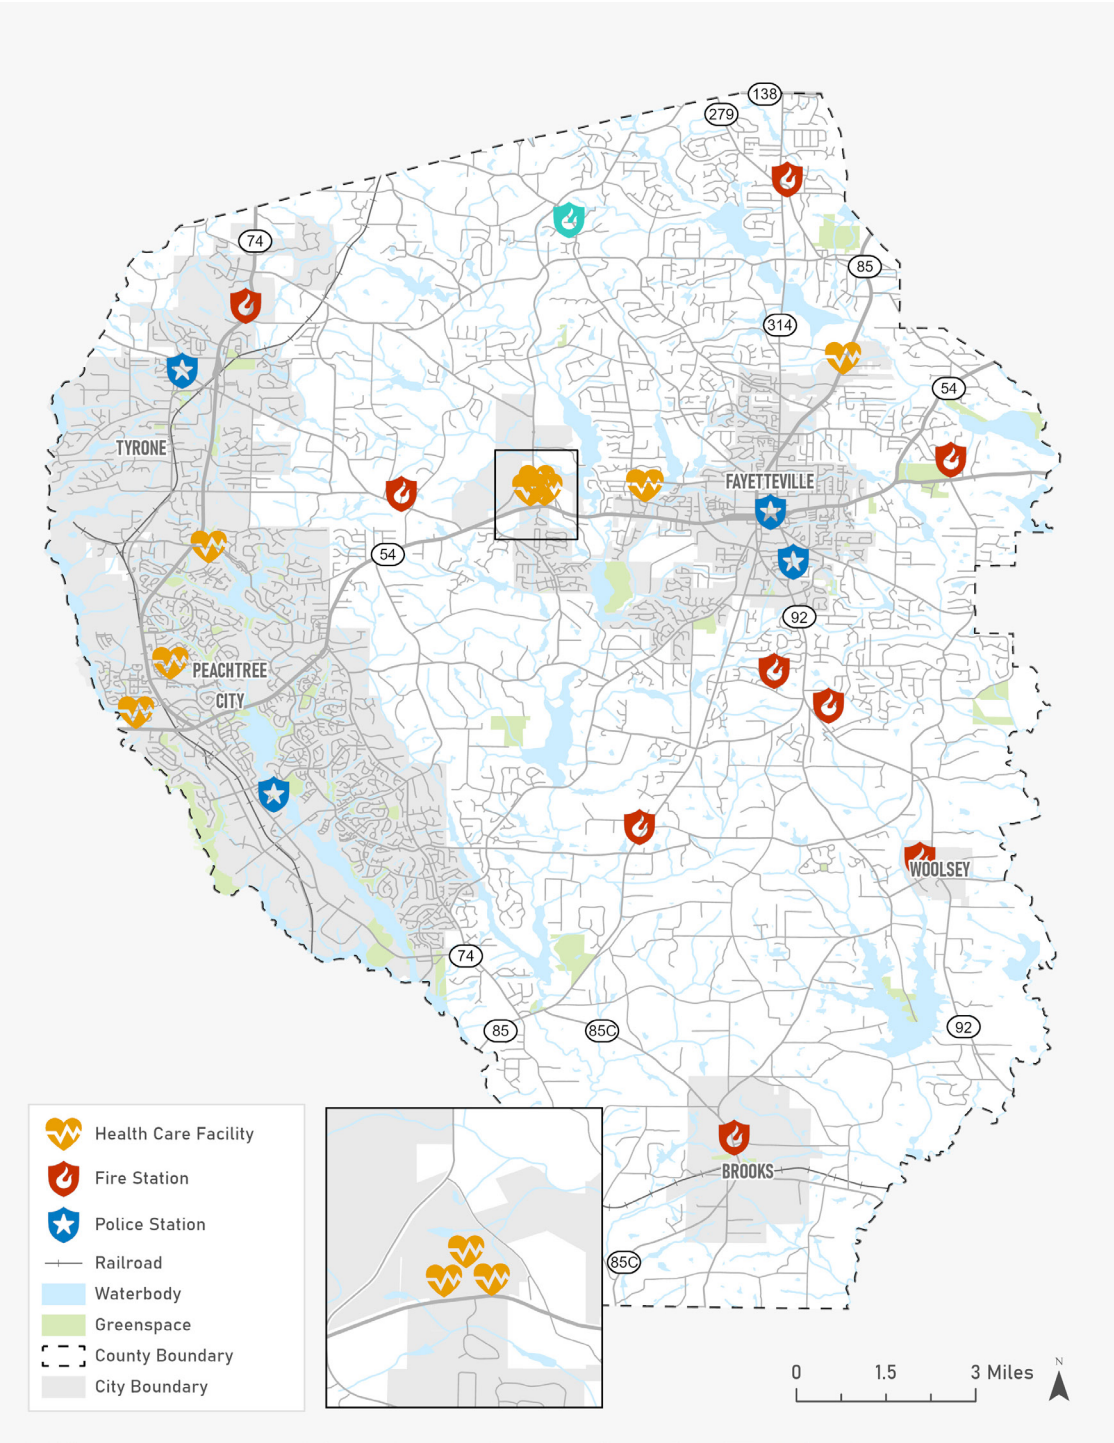 138
279
74
85
314
54
TYRONE
FAYETTEVILLE
54
92
PEACHTREE
CITY
WOOLSEY
74
85
85C
92
BROOKS
85C
Health Care Facility
Fire Station
Police Station
Railroad
Waterbody
Greenspace
County Boundary
City Boundary
0 1.5 3 Miles
N